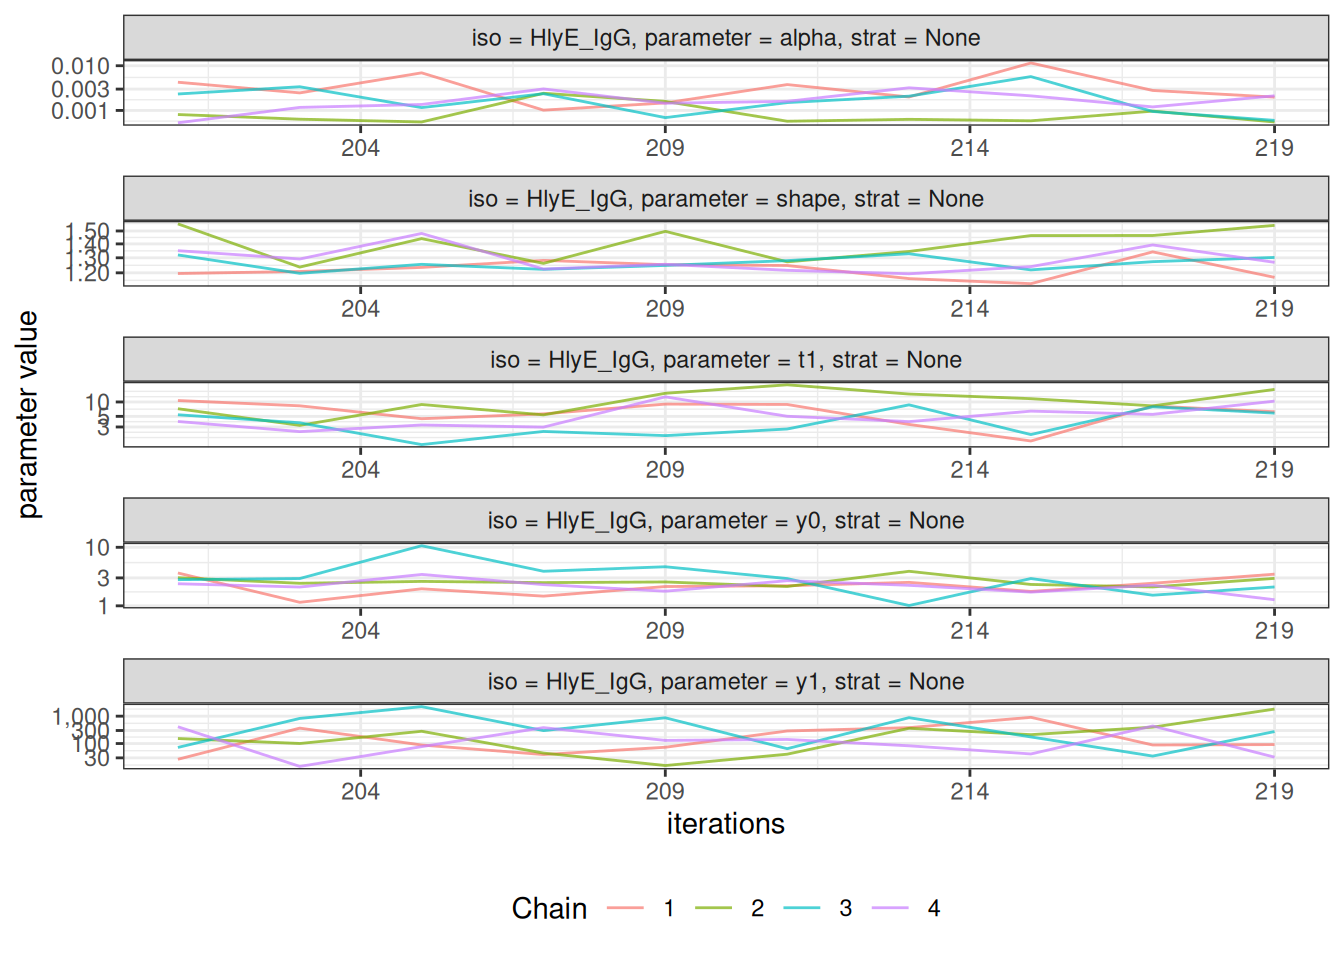 iso = HlyE_IgG, parameter = alpha, strat = None
0.010
0.003
0.001
204 209 214 219
iso = HlyE_IgG, parameter = shape, strat = None
1.50
1.40
1.30
1.20
204 209 214 219
iso = HlyE_IgG, parameter = t1, strat = None
10
5
3
204 209 214 219
iso = HlyE_IgG, parameter = y0, strat = None
10
3
1
204 209 214 219
iso = HlyE_IgG, parameter = y1, strat = None
1,000
300
100
30
204 209 214 219
parameter value
iterations
Chain 1 2 3 4